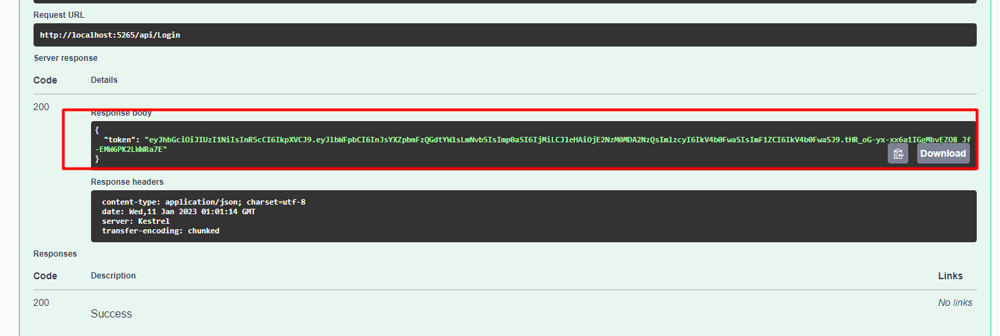 Request URL
http://localhost:5265/api/Login
Server response
Code Details
200
Response body
{
"token": "eyJhbGciOiJIUzI1NiIsInR5cCI6IkpXVCJ9.eyJlbWFpbCI6InJsYXZpbmFzQGdtYWlsLmNvbSIsImp0aSI6IjMiLCJleHAiOjE2NzM0MDA2NzQsImlzcyI6IkV4b0FwaSIsImF1ZCI6IkV4b0FwaSJ9.tHR_oG-yx-xx6a1IGgMbvEZO8_Jf
-EMW6PK2LWWRa7E"
}
Download
Response headers
content-type: application/json; charset=utf-8
date: Wed,11 Jan 2023 01:01:14 GMT
server: Kestrel
transfer-encoding: chunked
Responses
Code Description Links
200 No links
Success